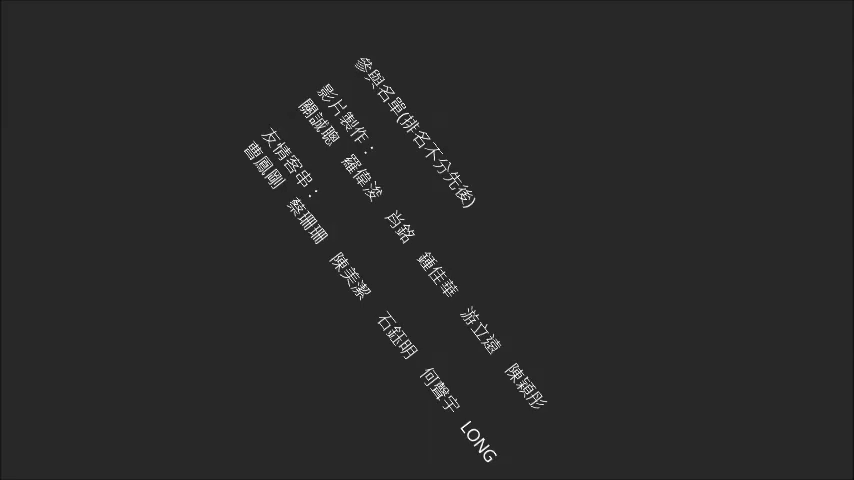 參與名單(排名不分先後)
影片製作：
關誠聰 羅偉浚 肖銘 鍾佳華 游立遠 陳穎彤
友情客串：
曹鳳剛 蔡珊珊 陳美潔 石鈺明 何聲宇 LONG